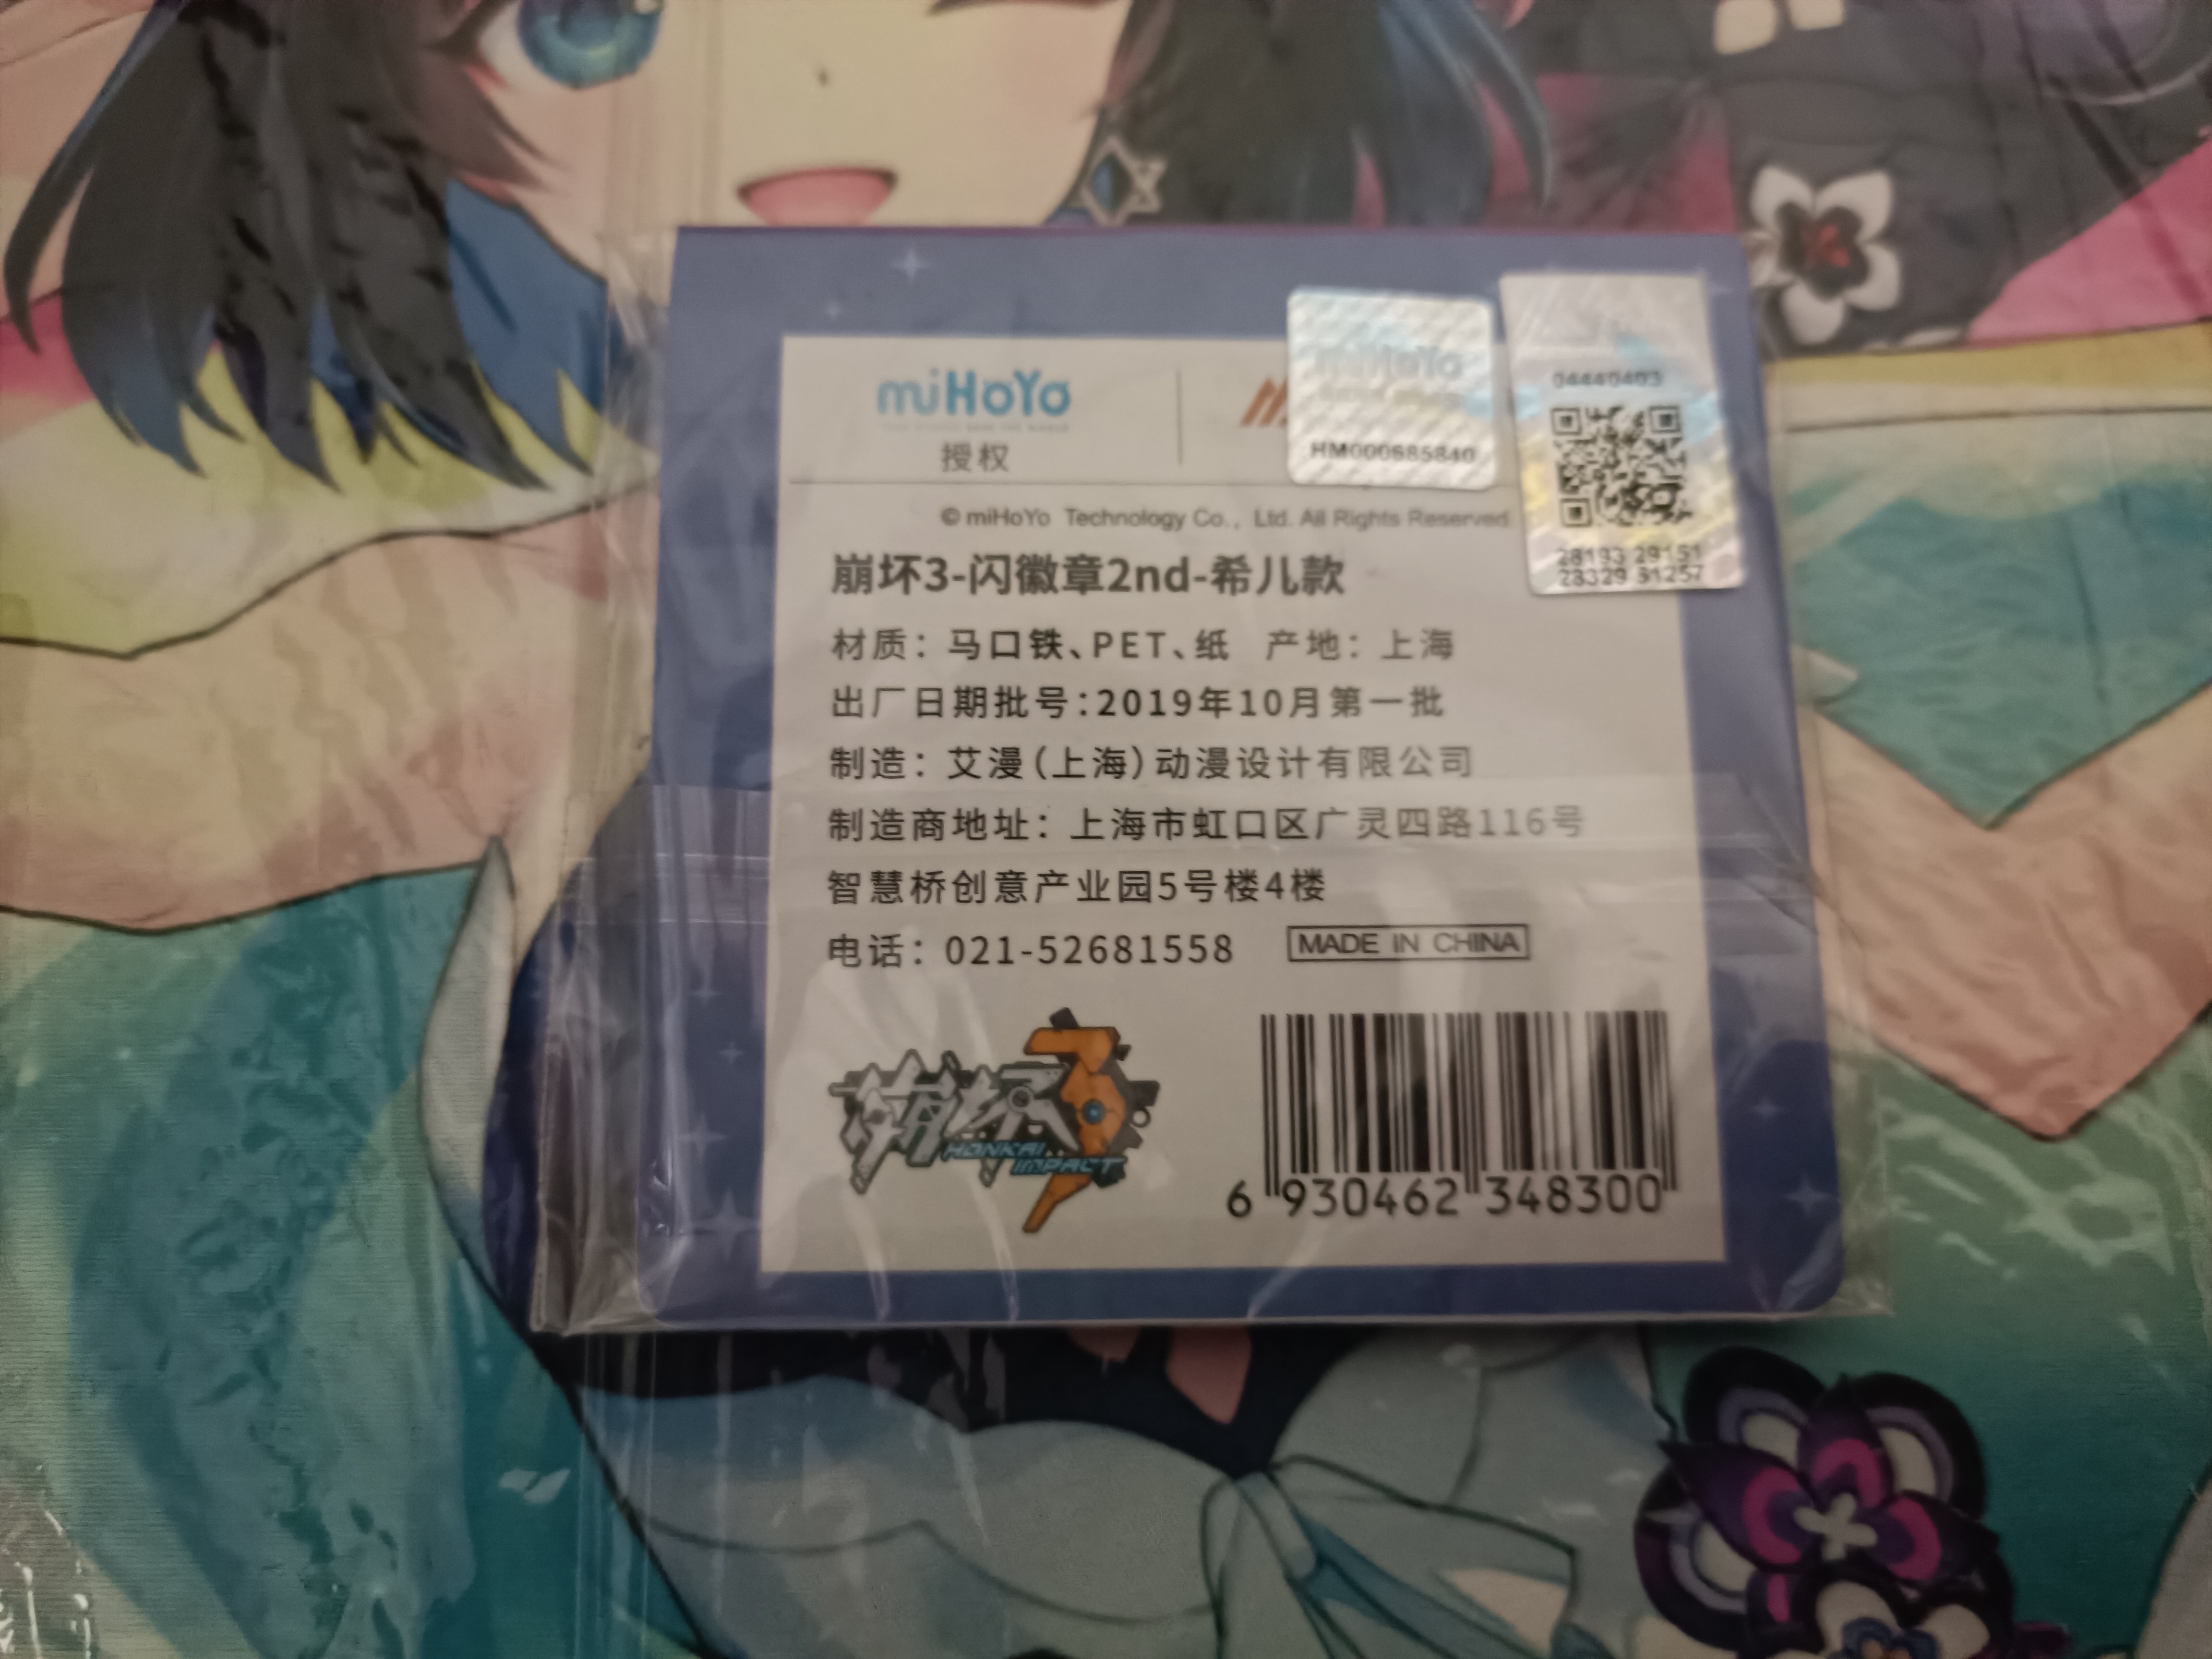 miHoYo
授权
miHoYo
HM000685840
04440403
28193 29151
28329 31257
© miHoYo Technology Co., Ltd. All Rights Reserved
崩坏3-闪徽章2nd-希儿款
材质：马口铁、PET、纸 产地：上海
出厂日期批号：2019年10月第一批
制造：艾漫（上海）动漫设计有限公司
制造商地址：上海市虹口区广灵四路116号
智慧桥创意产业园5号楼4楼
电话：021-52681558
MADE IN CHINA
崩坏3
HONKAI
IMPACT
6 930462 348300